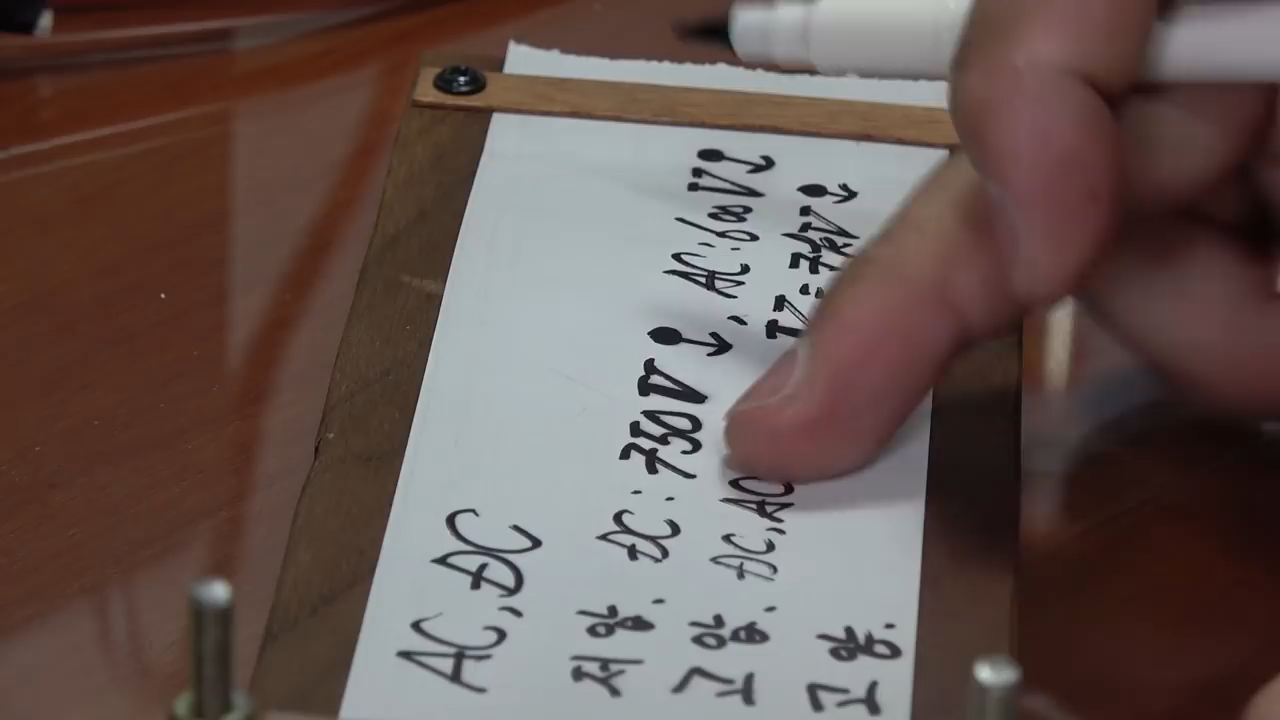 AC, DC
저압. DC: 750V↓, AC: 600V↓
고압. DC, AC 7kV↓
고압.